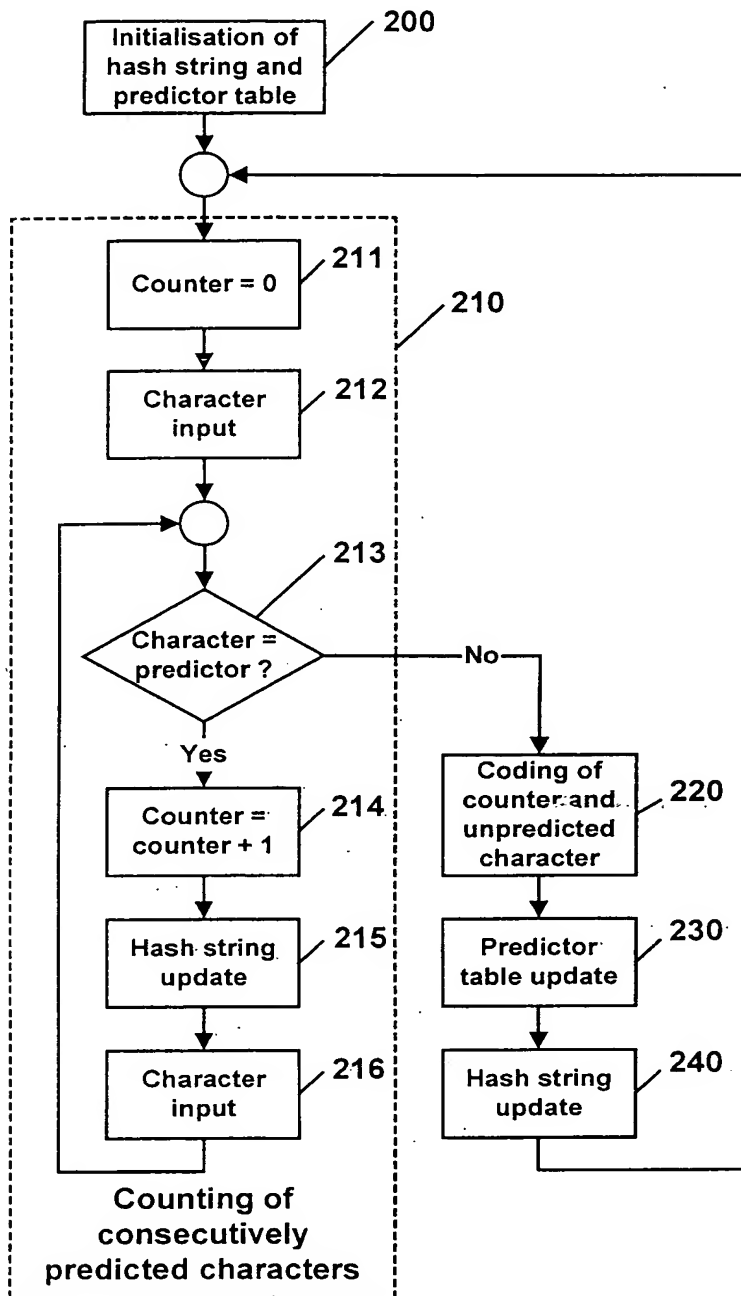 200
Initialisation of
hash string and
predictor table
211
Counter = 0
210
212
Character
input
213
Character =
predictor ?
No
Yes
214
Counter =
counter + 1
Coding of
counter and
unpredicted
character
220
Hash string
update
215
Predictor
table update
230
Character
input
216
Hash string
update
240
Counting of
consecutively
predicted characters